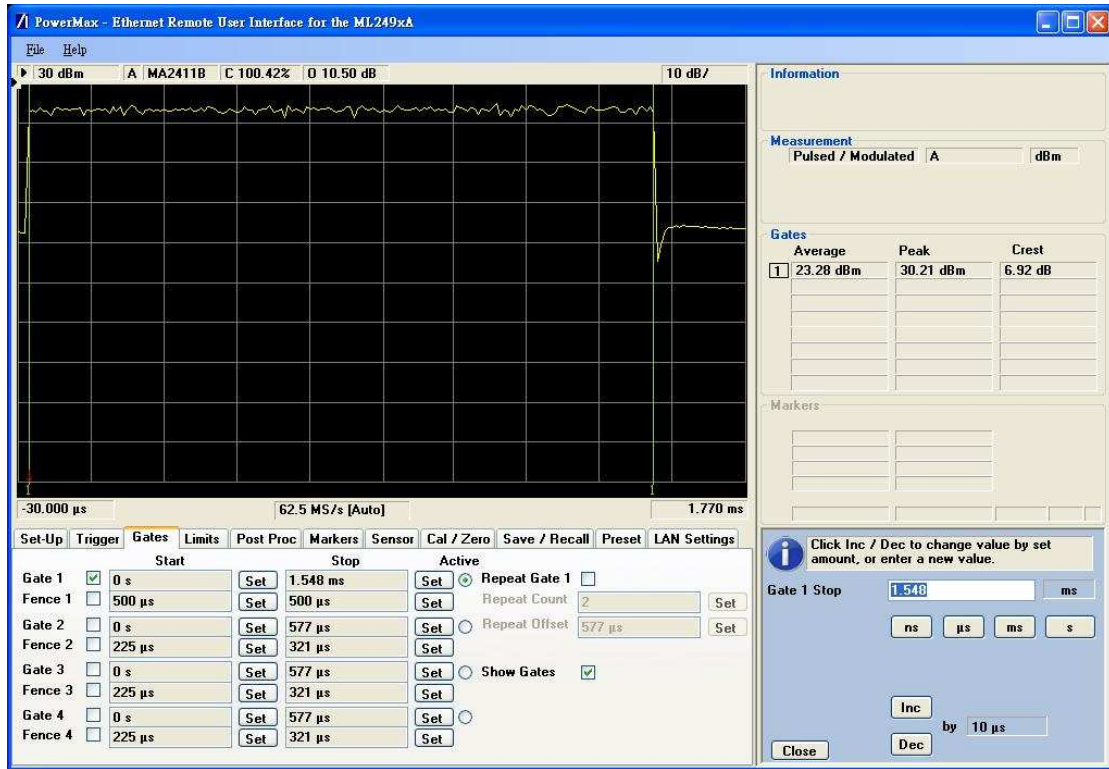 PowerMax - Ethernet Remote User Interface for the ML249xA
File Help
30 dBm A MA2411B C 100.42% O 10.50 dB 10 dB/
1 1
-30.000 µs 62.5 MS/s [Auto] 1.770 ms
Set-Up Trigger Gates Limits Post Proc Markers Sensor Cal / Zero Save / Recall Preset LAN Settings
Start Stop Active
Gate 1 0 s Set 1.548 ms Set Repeat Gate 1
Fence 1 500 µs Set 500 µs Set Repeat Count 2 Set
Gate 2 0 s Set 577 µs Set Repeat Offset 577 µs Set
Fence 2 225 µs Set 321 µs Set
Gate 3 0 s Set 577 µs Set Show Gates
Fence 3 225 µs Set 321 µs Set
Gate 4 0 s Set 577 µs Set
Fence 4 225 µs Set 321 µs Set
Information
Measurement
Pulsed / Modulated A dBm
Gates
Average Peak Crest
1 23.28 dBm 30.21 dBm 6.92 dB
Markers
Click Inc / Dec to change value by set
amount, or enter a new value.
Gate 1 Stop 1.548 ms
ns µs ms s
Inc
by 10 µs
Dec
Close